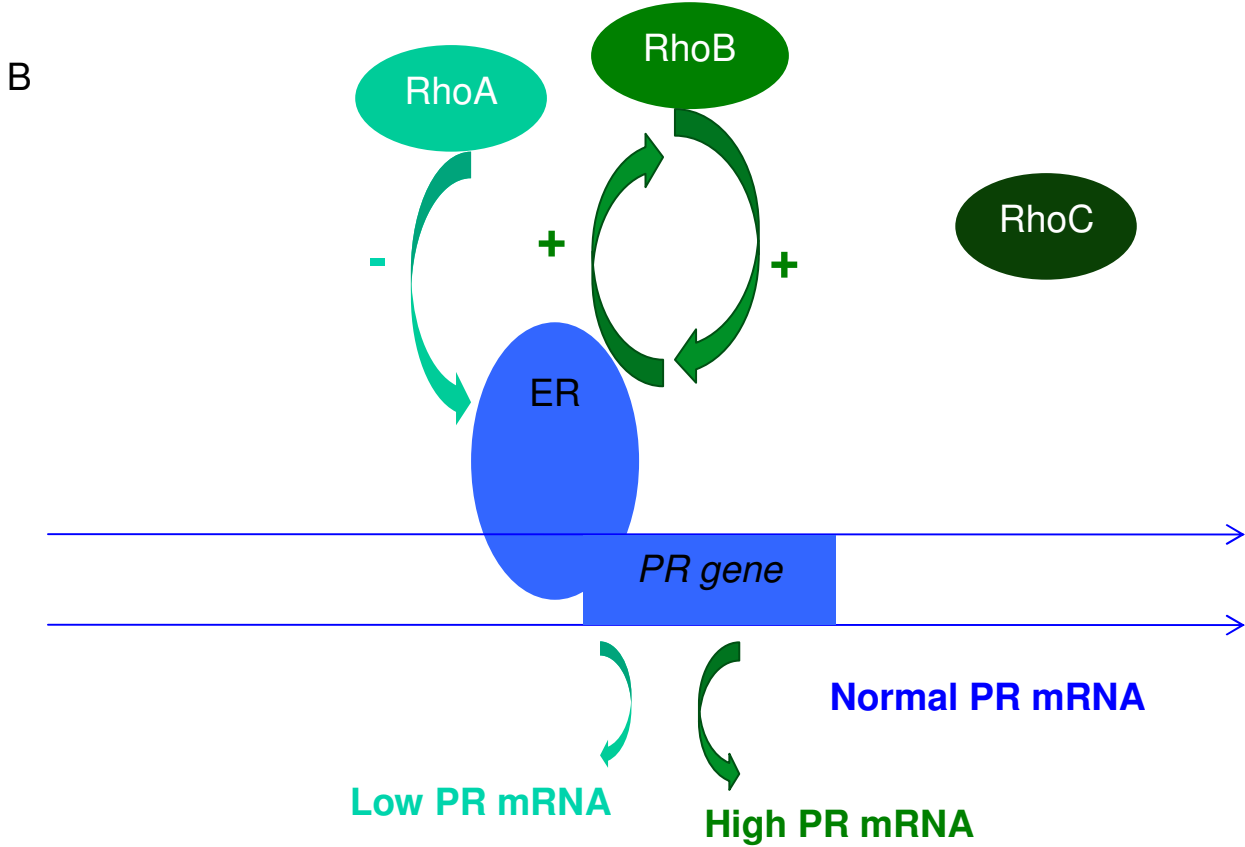 B
RhoA
RhoB
RhoC
-
+
+
ER
PR gene
Normal PR mRNA
Low PR mRNA
High PR mRNA